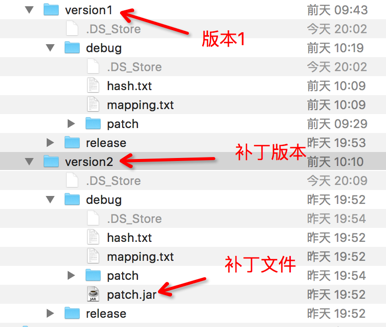 version1 前天 09:43
.DS_Store 今天 20:02
版本1
debug 前天 10:19
.DS_Store 今天 20:02
hash.txt 前天 10:09
mapping.txt 前天 10:09
patch 前天 09:29
release 昨天 19:53
version2 前天 10:10
补丁版本
.DS_Store 今天 20:09
debug 昨天 19:52
.DS_Store 昨天 19:54
hash.txt 昨天 19:52
mapping.txt 昨天 19:52
patch 昨天 19:54
补丁文件
patch.jar 昨天 19:52
JAR
release 昨天 19:52